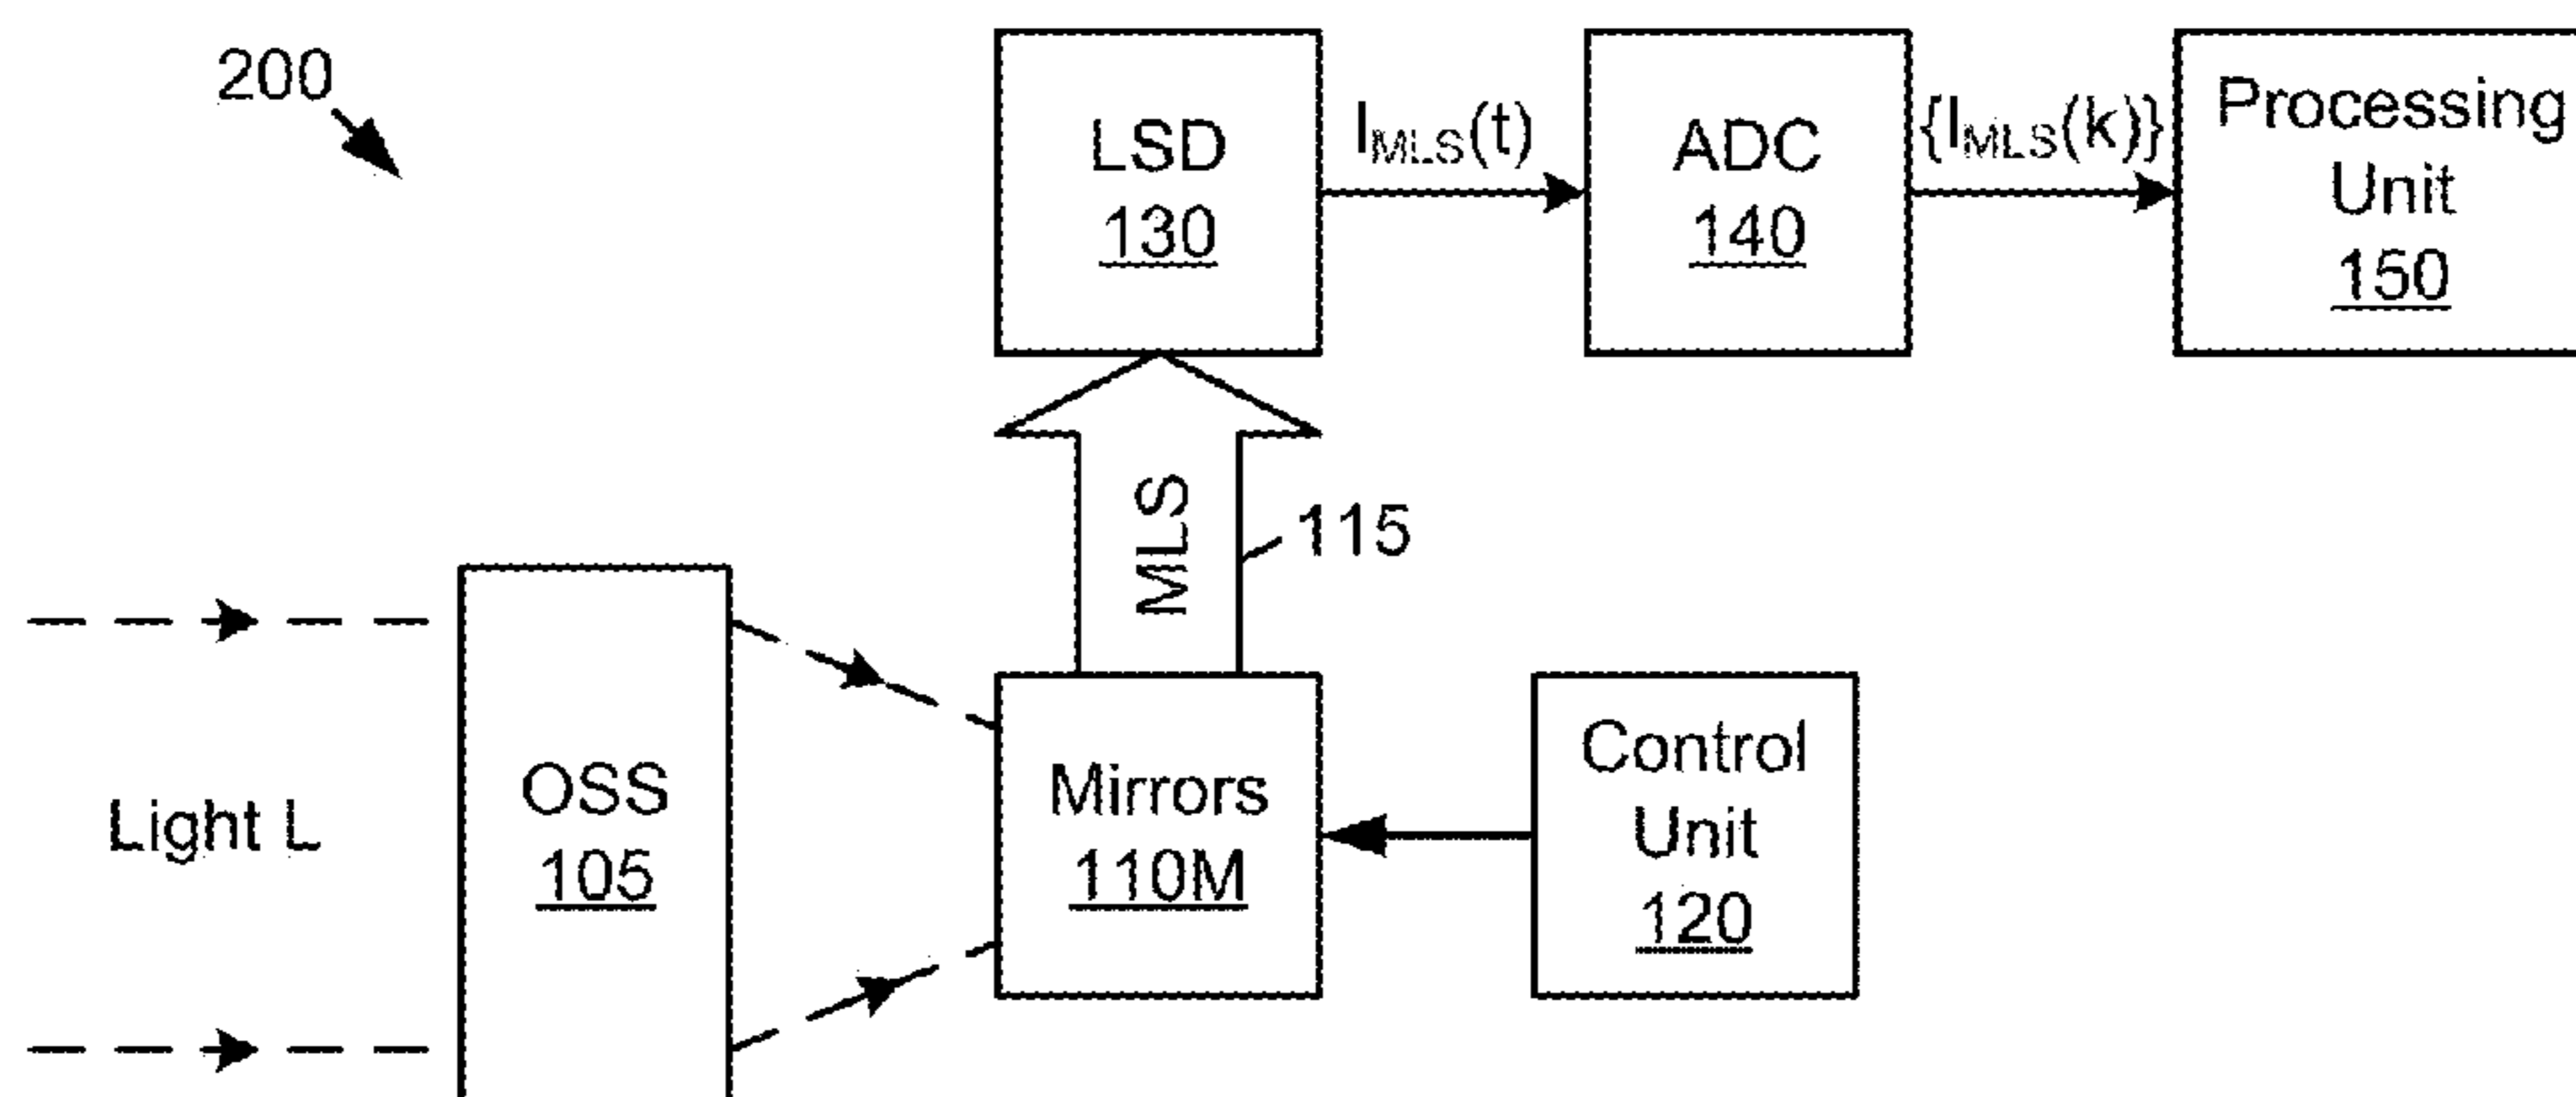 200
LSD
130
I_MLS(t)
ADC
140
{I_MLS(k)}
Processing
Unit
150
MLS
115
Light L
OSS
105
Mirrors
110M
Control
Unit
120